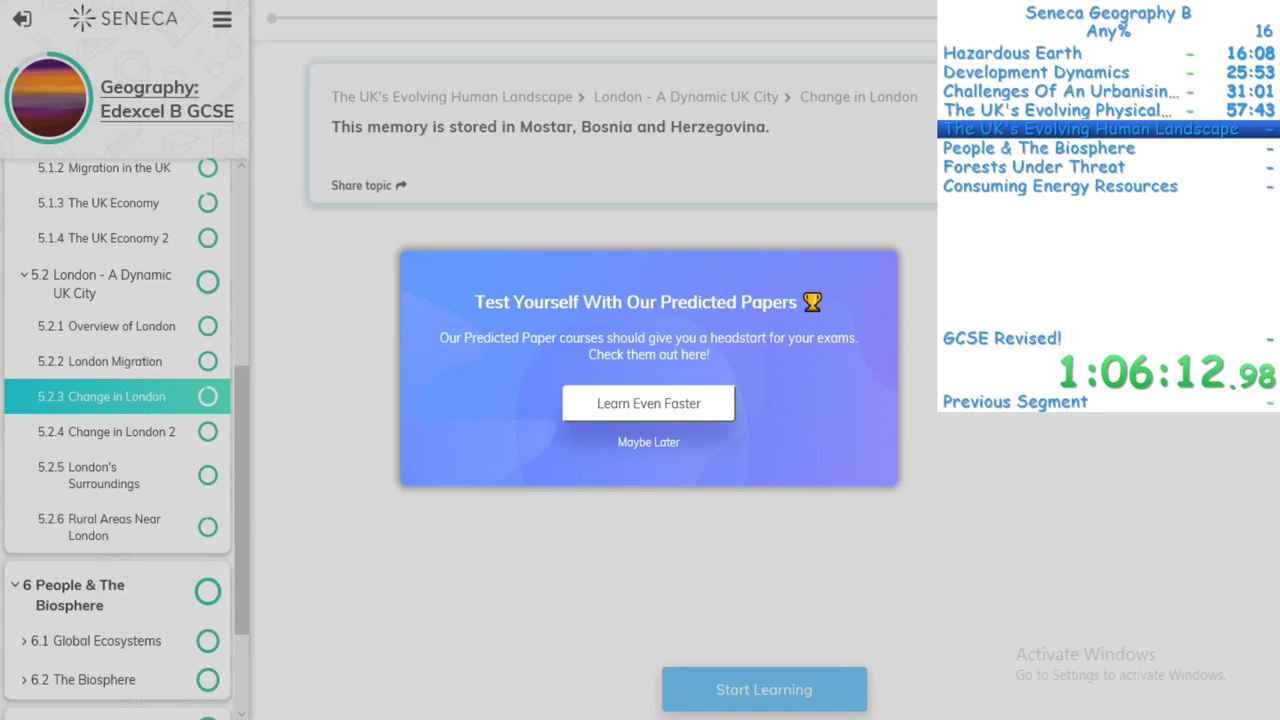 SENECA
Geography:
Edexcel B GCSE
5.1.2 Migration in the UK
5.1.3 The UK Economy
5.1.4 The UK Economy 2
5.2 London - A Dynamic
UK City
5.2.1 Overview of London
5.2.2 London Migration
5.2.3 Change in London
5.2.4 Change in London 2
5.2.5 London's
Surroundings
5.2.6 Rural Areas Near
London
6 People & The
Biosphere
6.1 Global Ecosystems
6.2 The Biosphere
The UK's Evolving Human Landscape > London - A Dynamic UK City > Change in London
This memory is stored in Mostar, Bosnia and Herzegovina.
Share topic
Test Yourself With Our Predicted Papers 🏆
Our Predicted Paper courses should give you a headstart for your exams.
Check them out here!
Learn Even Faster
Maybe Later
Start Learning
Seneca Geography B
Any% 16
Hazardous Earth - 16:08
Development Dynamics - 25:53
Challenges Of An Urbanisin... - 31:01
The UK's Evolving Physical... - 57:43
The UK's Evolving Human Landscape -
People & The Biosphere -
Forests Under Threat -
Consuming Energy Resources -
GCSE Revised! -
1:06:12.98
Previous Segment -
Activate Windows
Go to Settings to activate Windows.